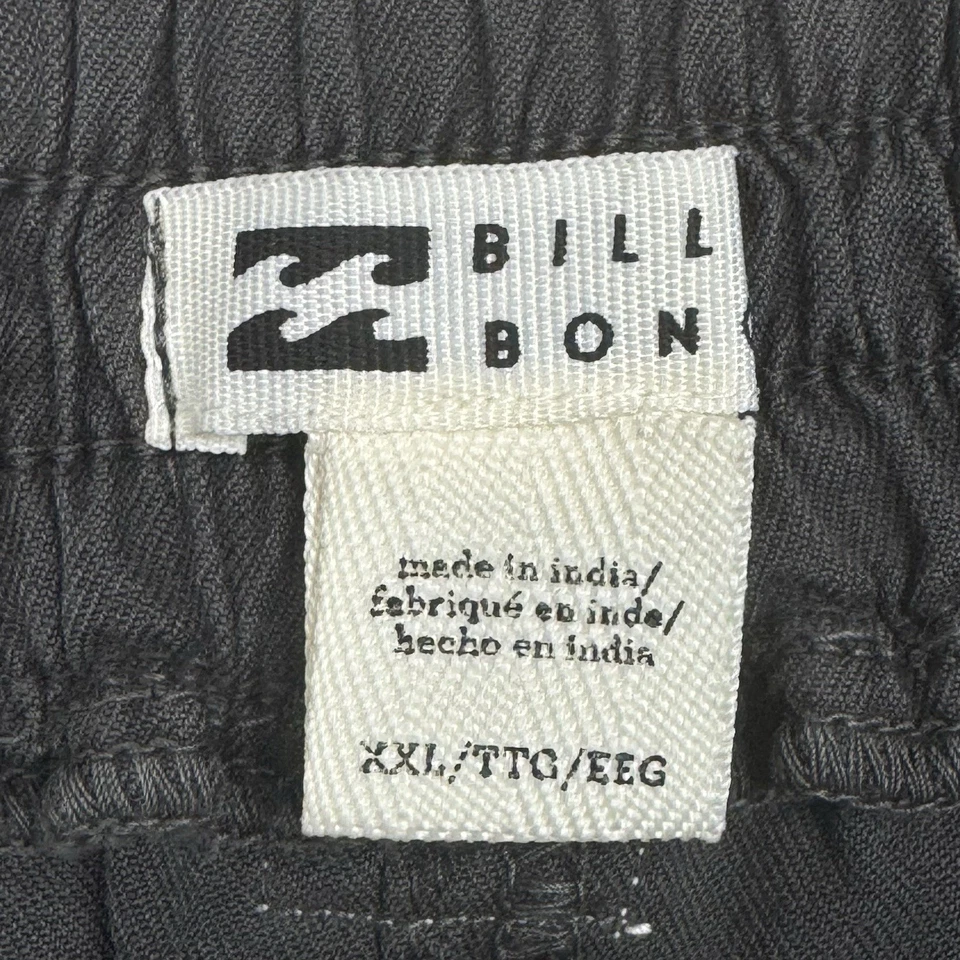 BILL
BON
made in india/
fabriqué en inde/
hecho en india
XXL/TTG/EEG